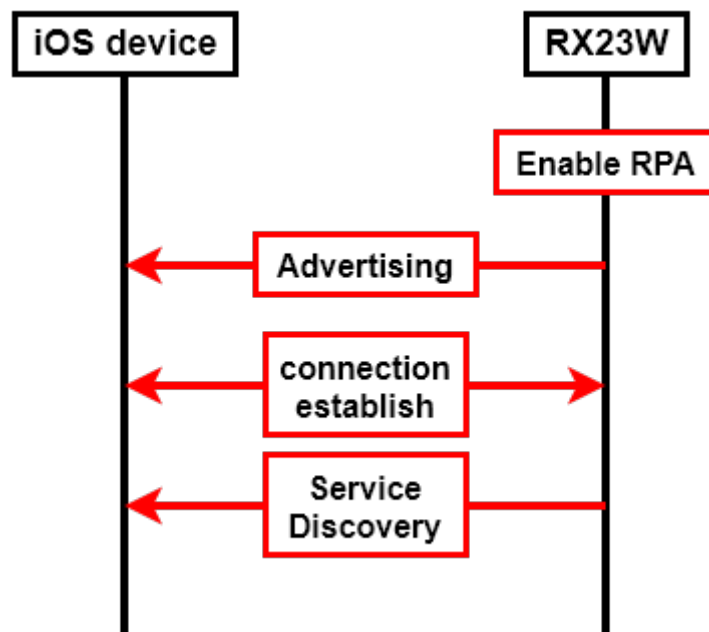 iOS device
RX23W
Enable RPA
Advertising
connection
establish
Service
Discovery